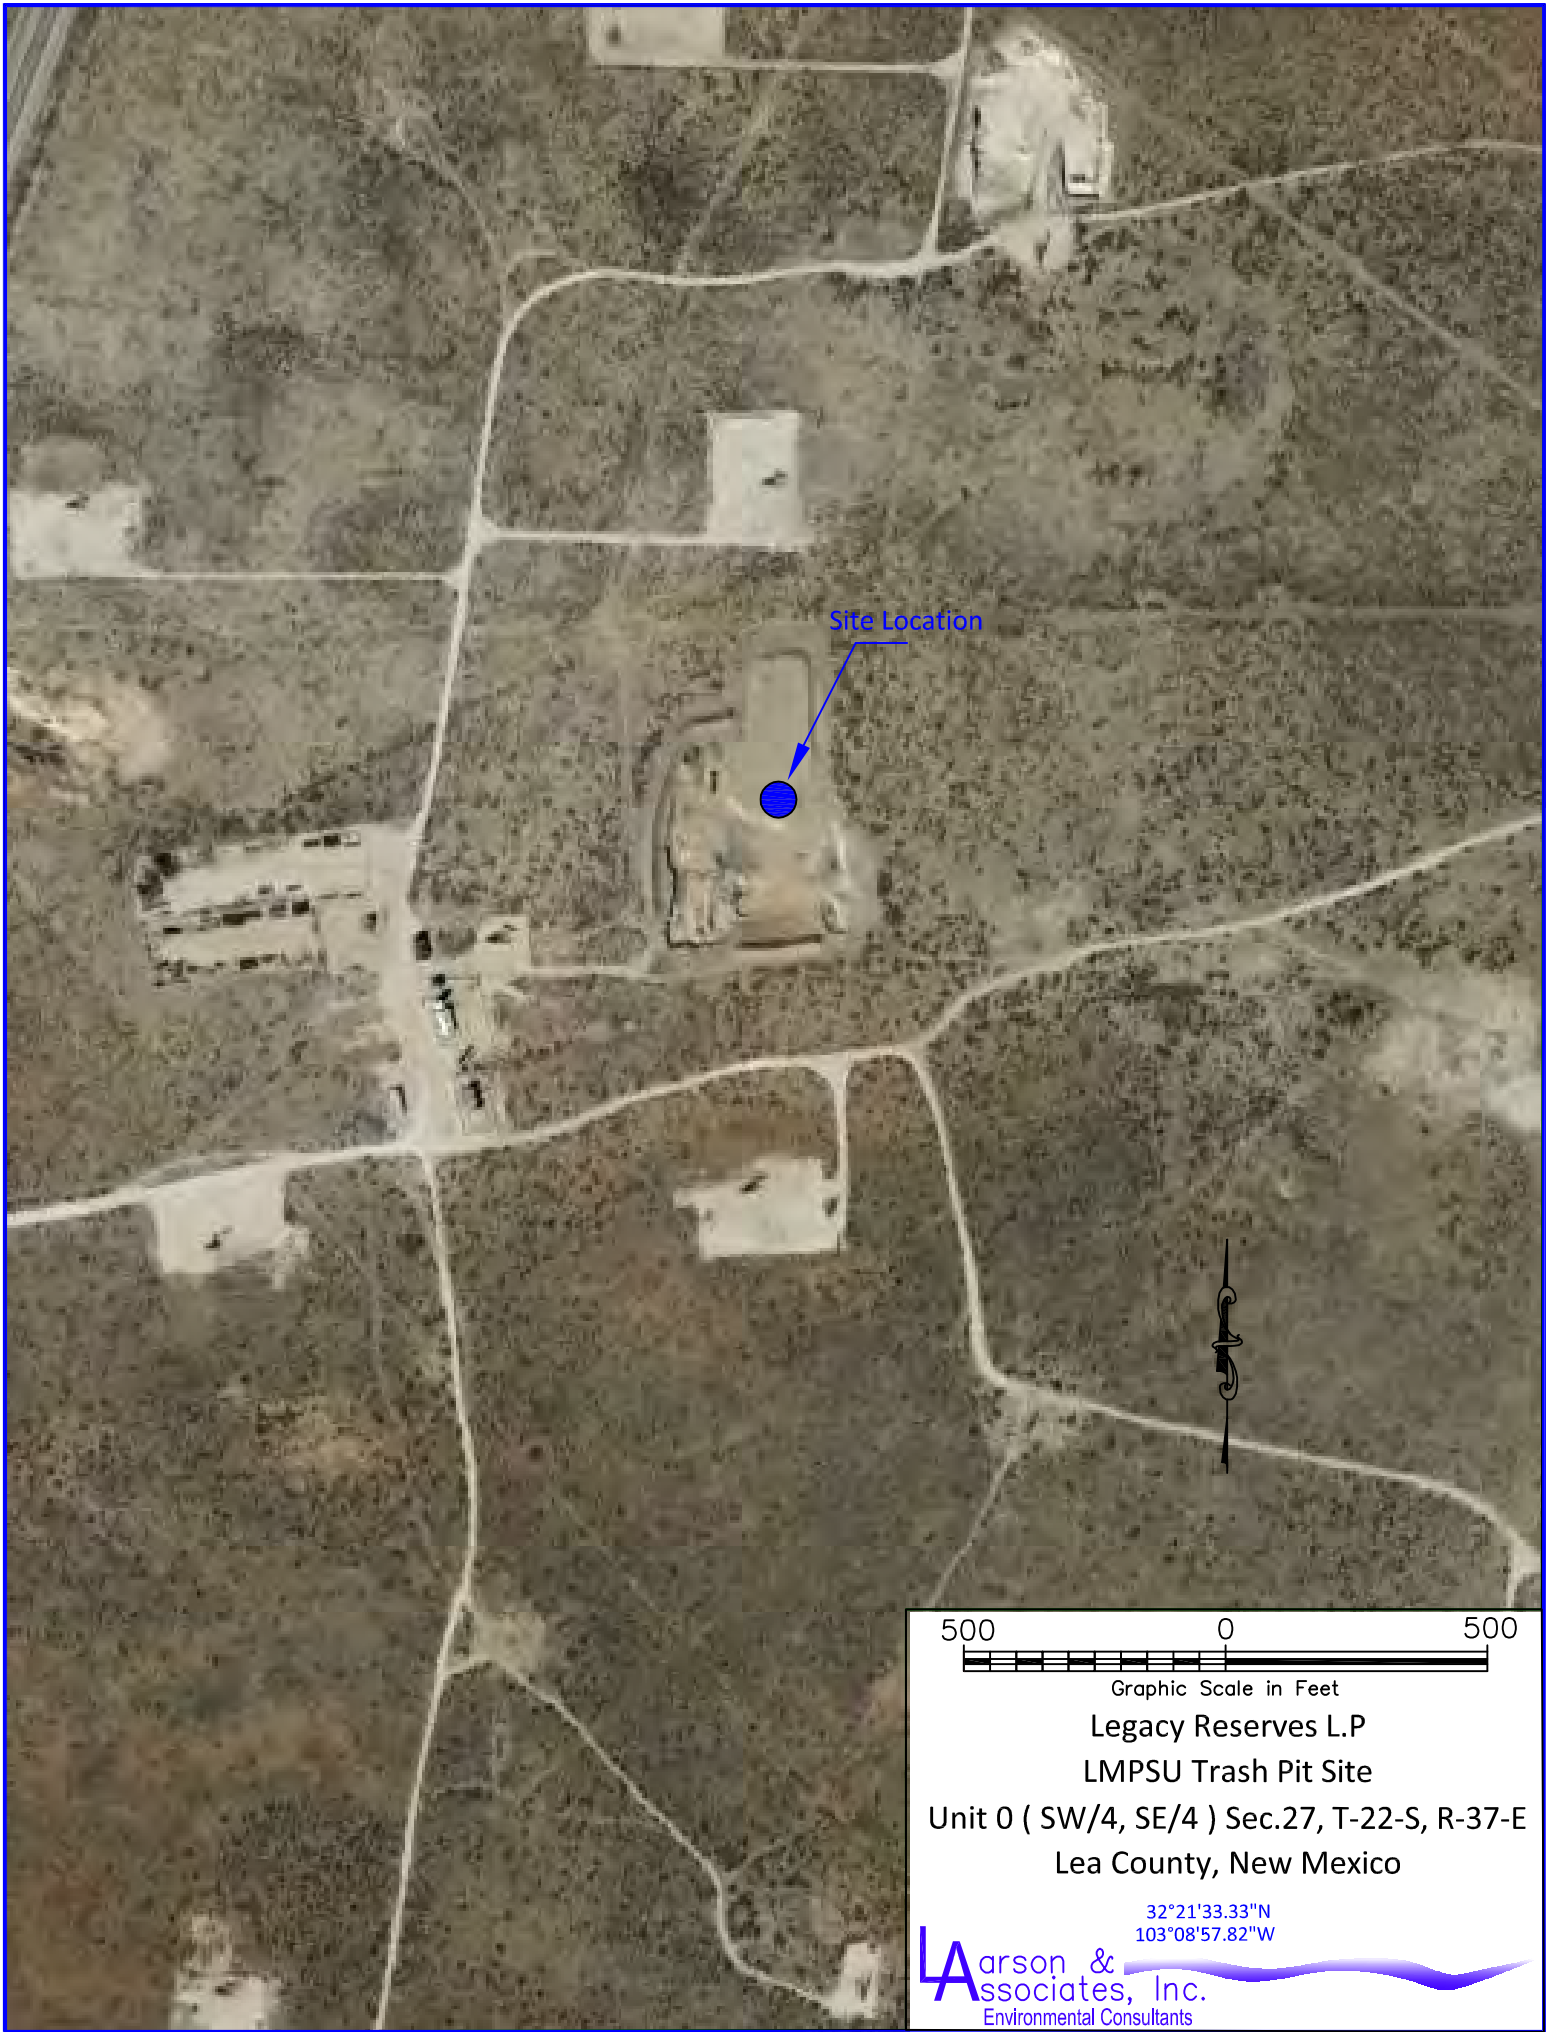 Site Location
500 0 500
Graphic Scale in Feet
Legacy Reserves L.P
LMPSU Trash Pit Site
Unit 0 ( SW/4, SE/4 ) Sec.27, T-22-S, R-37-E
Lea County, New Mexico
32°21'33.33"N
103°08'57.82"W
Larson &
Associates, Inc.
Environmental Consultants